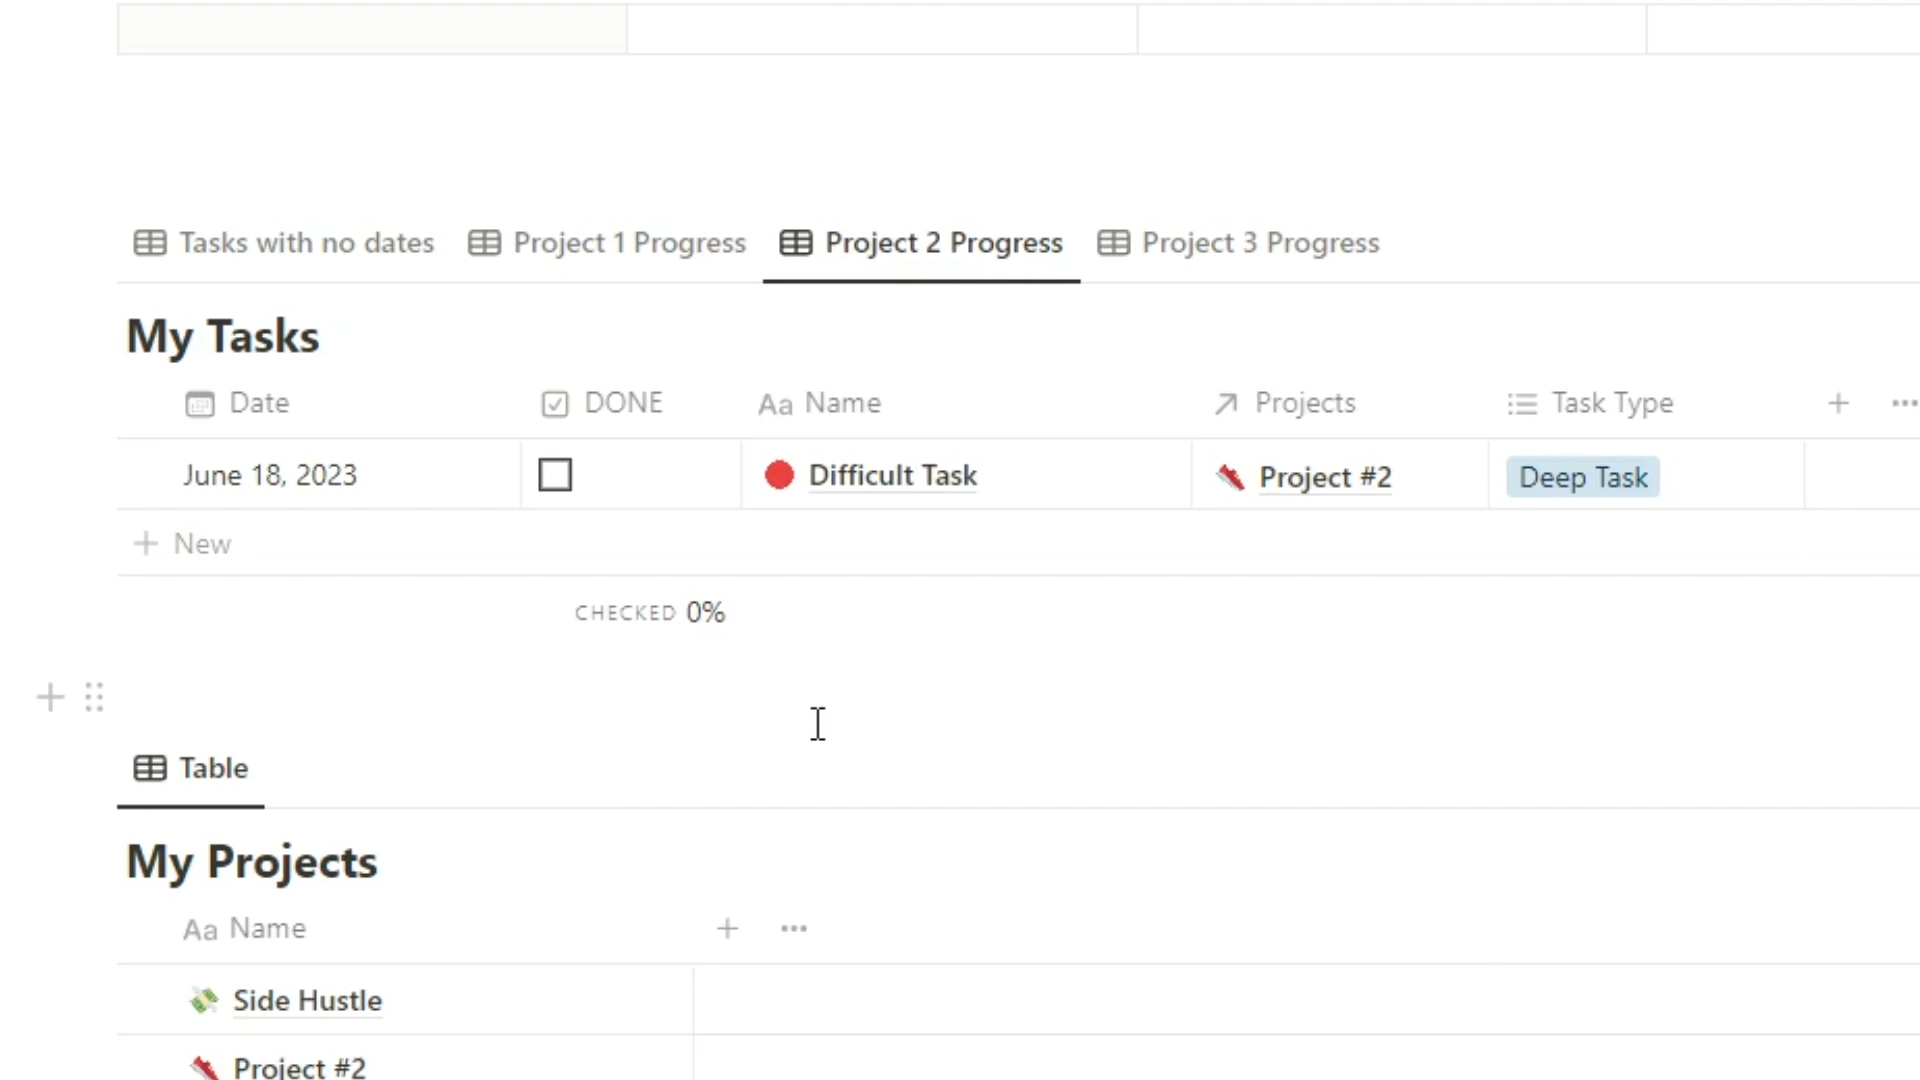 Tasks with no dates Project 1 Progress Project 2 Progress Project 3 Progress
My Tasks
Date DONE Aa Name Projects Task Type
June 18, 2023 Difficult Task Project #2 Deep Task
+ New
CHECKED 0%
Table
My Projects
Aa Name
Side Hustle
Project #2